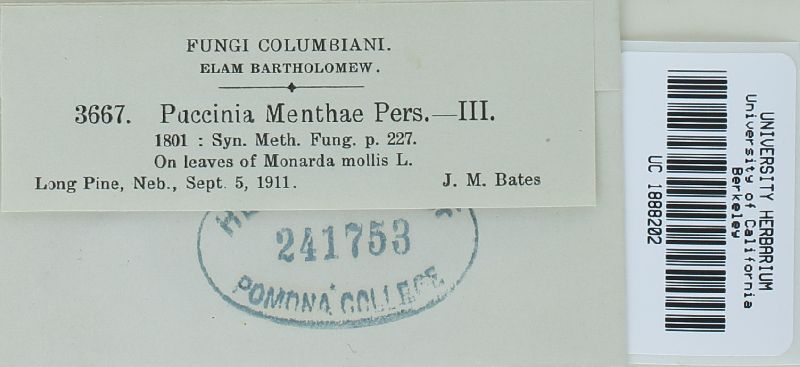 FUNGI COLUMBIANI.
ELAM BARTHOLOMEW.
3667. Puccinia Menthae Pers.—III.
1801 : Syn. Meth. Fung. p. 227.
On leaves of Monarda mollis L.
Long Pine, Neb., Sept. 5, 1911. J. M. Bates
241753
POMONA COLLEGE
UNIVERSITY HERBARIUM
University of California
Berkeley
UC 1888202